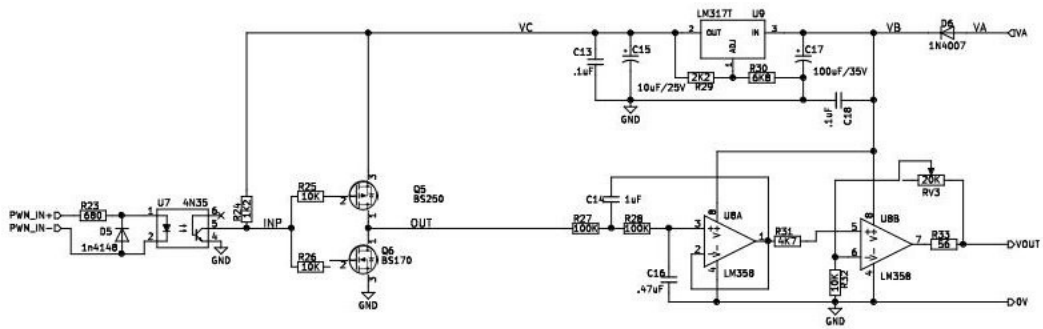 LM317T U9
VC 2 OUT IN 3 VB D6 VA VA
ADJ 1N4007
C13 C15 1 C17
.1uF 2K2 R30 100uF/35V
10uF/25V R29 6K8
GND .1uF C18
R23 U7 4N35 R24 1K2 R25 Q5 C14 RV3
680 10K BS250 1uF 20K
PWN_IN+ 1 6 2 3 R27 R28 8 U8A 8 U8B
PWN_IN- D5 5 INP 1 OUT 100K 100K 3 V+ 1 R31 5 V+ 7 R33 VOUT
1n4148 2 4 Q6 2 V- 4K7 6 V- 56
GND R26 1 BS170 C16 4 LM358 R32 4 LM358
10K 2 3 .47uF 10K 0V
GND GND